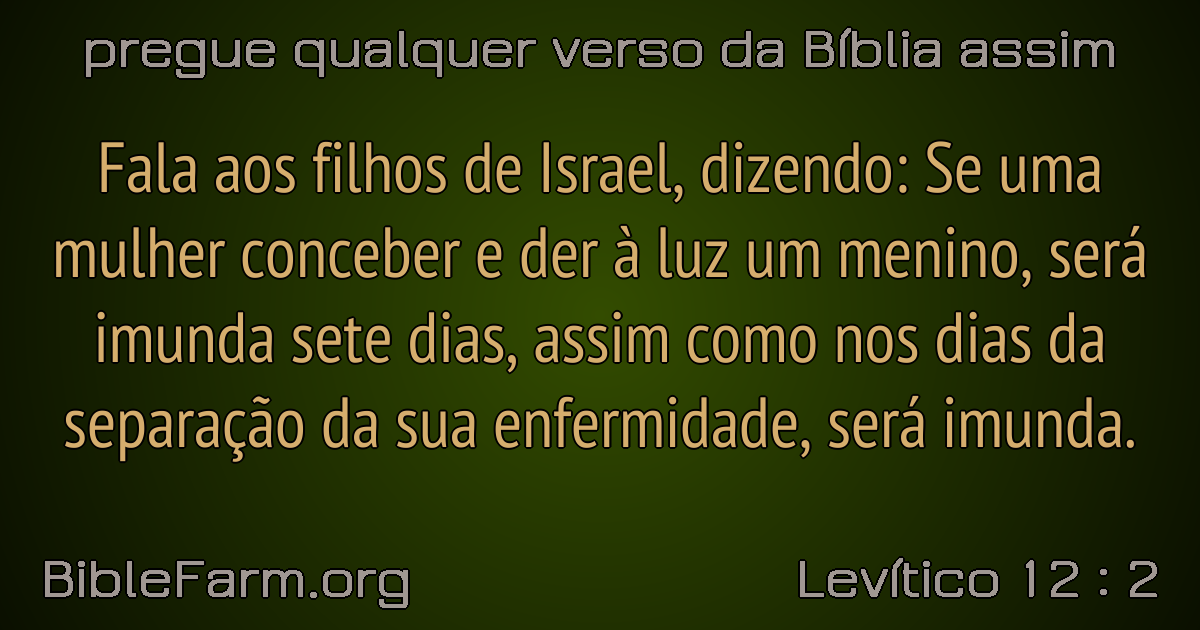 pregue qualquer verso da Bíblia assim
Fala aos filhos de Israel, dizendo: Se uma
mulher conceber e der à luz um menino, será
imunda sete dias, assim como nos dias da
separação da sua enfermidade, será imunda.
BibleFarm.org
Levítico 12 : 2